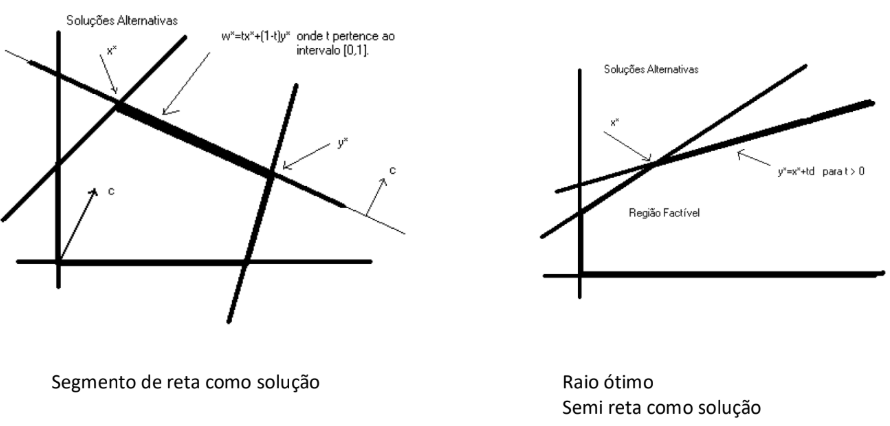 Soluções Alternativas
x*
w*=tx*+(1-t)y* onde t pertence ao
intervalo [0,1].
y*
c
c
Segmento de reta como solução
Soluções Alternativas
x*
y*=x*+td para t > 0
Região Factível
Raio ótimo
Semi reta como solução